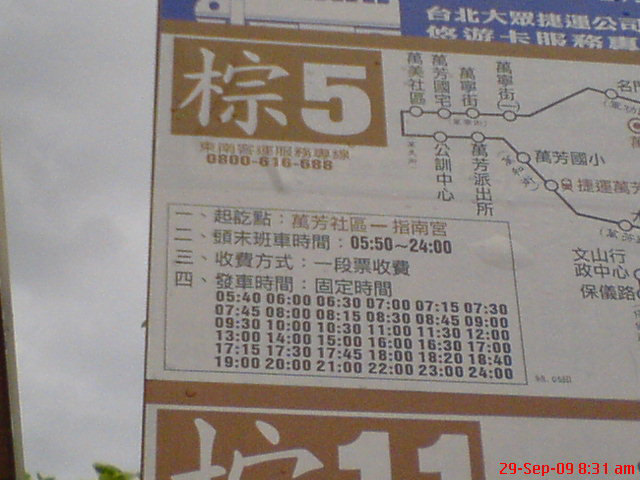 台北大眾捷運公司
悠遊卡服務專
棕5
東南客運服務專線
0800-616-688
萬美社區
萬芳國宅
萬寧街
萬寧街(一)
名門
公訓中心
萬芳派出所
萬芳國小
捷運萬芳
文山行
政中心
保儀路
一、起訖點：萬芳社區一指南宮
二、頭末班車時間：05:50~24:00
三、收費方式：一段票收費
四、發車時間：固定時間
05:40 06:00 06:30 07:00 07:15 07:30
07:45 08:00 08:15 08:30 08:45 09:00
09:30 10:00 10:30 11:00 11:30 12:00
13:00 14:00 15:00 16:00 16:30 17:00
17:15 17:30 17:45 18:00 18:20 18:40
19:00 20:00 21:00 22:00 23:00 24:00
棕11
29-Sep-09 8:31 am